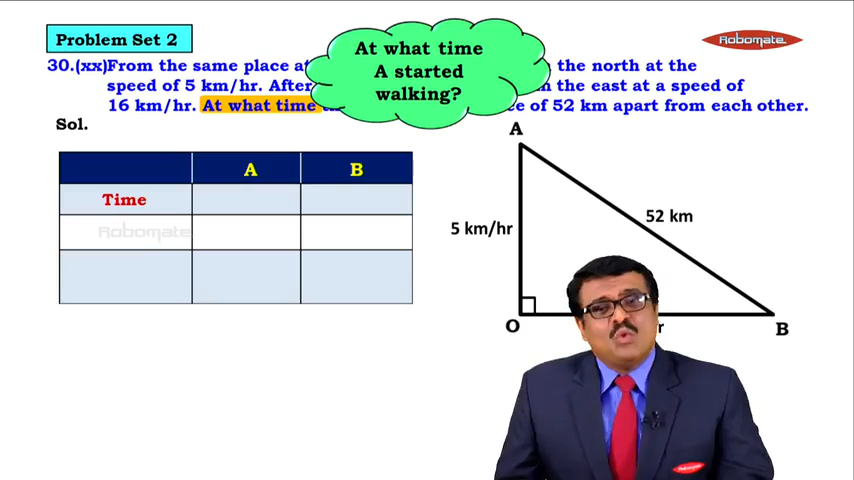 Problem Set 2
Robomate
At what time
A started
walking?
30.(xx)From the same place at the north at the
speed of 5 km/hr. After the east at a speed of
16 km/hr. At what time of 52 km apart from each other.
Sol.
A B
Time
Robomate
A
5 km/hr
52 km
O
B
Robomate